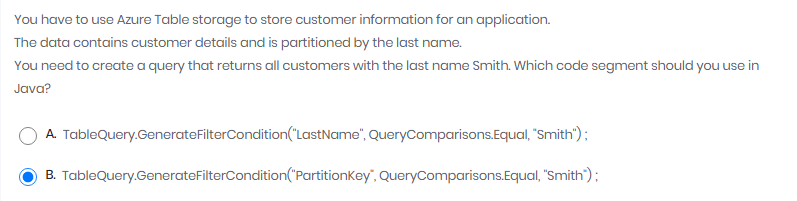 You have to use Azure Table storage to store customer information for an application.
The data contains customer details and is partitioned by the last name.
You need to create a query that returns all customers with the last name Smith. Which code segment should you use in
Java?
A. TableQuery.GenerateFilterCondition("LastName", QueryComparisons.Equal, "Smith") ;
B. TableQuery.GenerateFilterCondition("PartitionKey", QueryComparisons.Equal, "Smith") ;